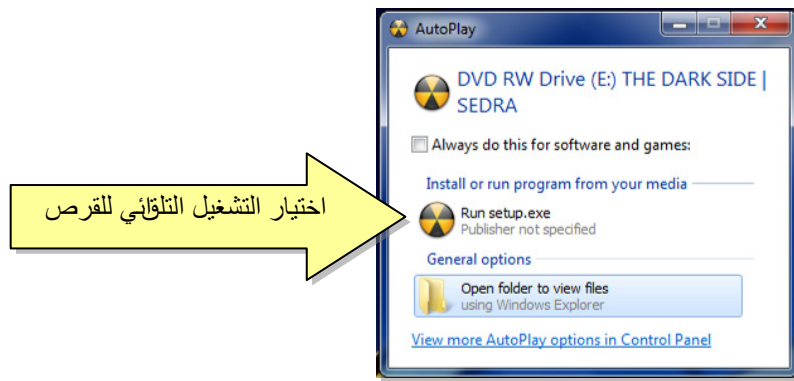 AutoPlay
DVD RW Drive (E:) THE DARK SIDE |
SEDRA
Always do this for software and games:
Install or run program from your media
Run setup.exe
Publisher not specified
General options
Open folder to view files
using Windows Explorer
View more AutoPlay options in Control Panel
اختيار التشغيل التلقائي للقرص